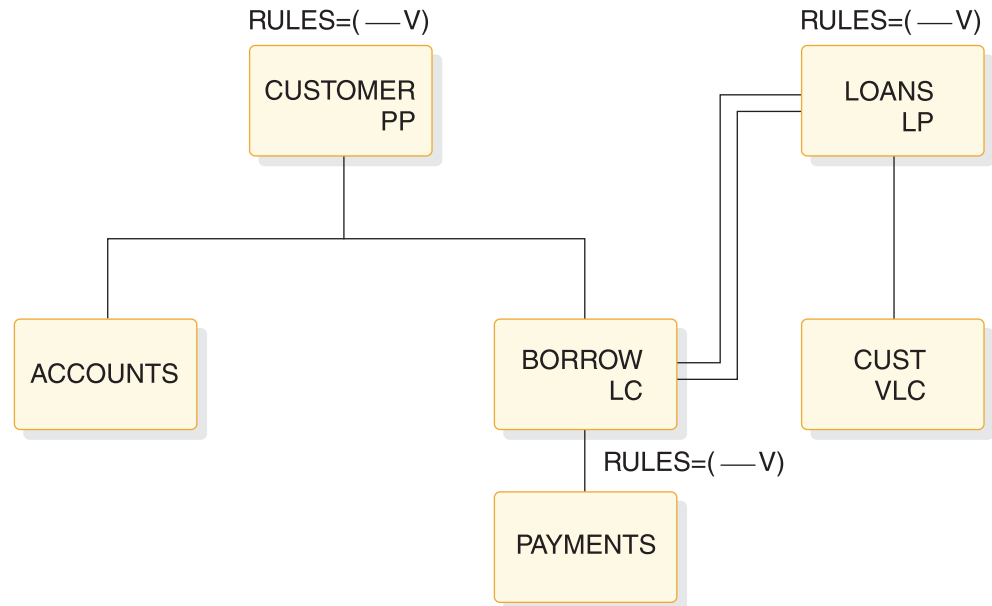 RULES=( —V)
RULES=( —V)
CUSTOMER
PP
LOANS
LP
ACCOUNTS
BORROW
LC
CUST
VLC
RULES=( —V)
PAYMENTS